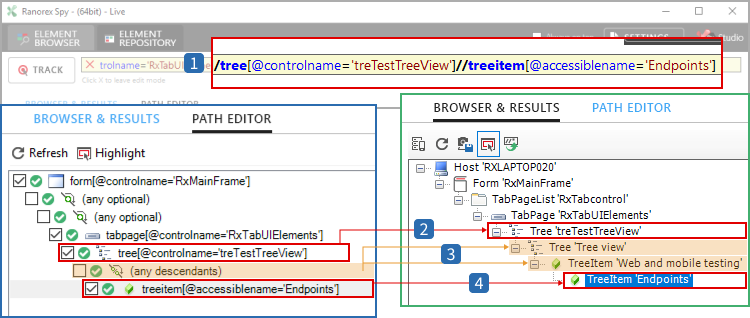 Ranorex Spy - (64bit) - Live
ELEMENT
BROWSER
ELEMENT
REPOSITORY
SETTINGS
Studio
1
/tree[@controlname='treTestTreeView']//treeitem[@accessiblename='Endpoints']
TRACK
trolname='RxTabUI
Click X to leave edit mode
BROWSER & RESULTS
PATH EDITOR
BROWSER & RESULTS
PATH EDITOR
Refresh
Highlight
form[@controlname='RxMainFrame']
(any optional)
(any optional)
tabpage[@controlname='RxTabUIElements']
tree[@controlname='treTestTreeView']
(any descendants)
treeitem[@accessiblename='Endpoints']
2
3
4
BROWSER & RESULTS
PATH EDITOR
Host 'RXLAPTOP020'
Form 'RxMainFrame'
TabPageList 'RxTabcontrol'
TabPage 'RxTabUIElements'
Tree 'treTestTreeView'
Tree 'Tree view'
TreeItem 'Web and mobile testing'
TreeItem 'Endpoints'